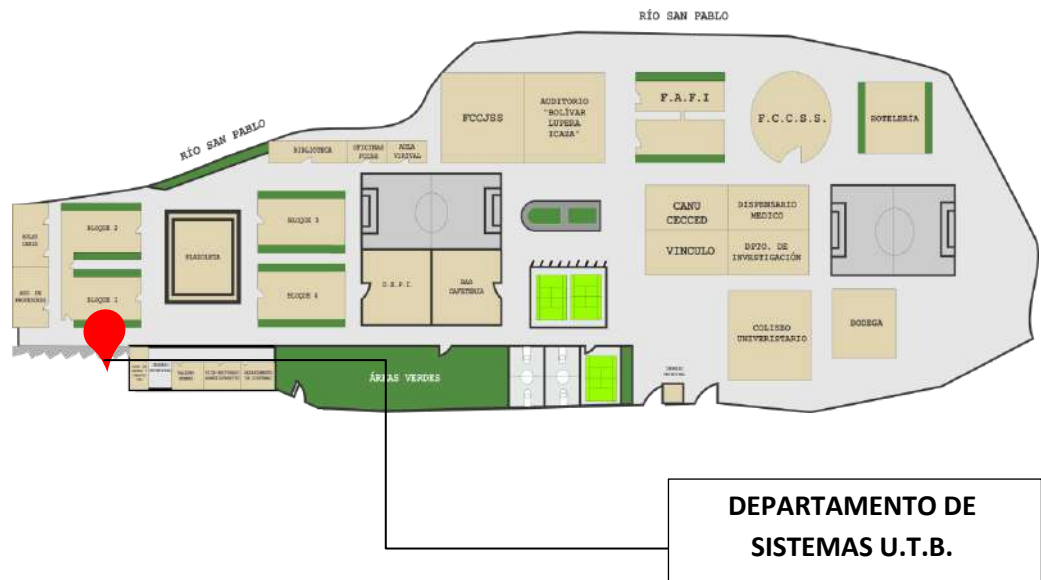 RÍO SAN PABLO
RÍO SAN PABLO
FCCJSS
AUDITORIO
"BOLÍVAR
LUPERA
ICAZA"
F.A.F.I
F.C.C.S.S.
HOTELERÍA
BIBLIOTECA
OFICINAS
AULA
VIRTUAL
BLOQUE 2
BLOQUE 1
PLAZOLETA
BLOQUE 3
BLOQUE 4
BAR
CAFETERIA
CANU
CECCED
DISPENSARIO
MEDICO
VINCULO
DPTO. DE
INVESTIGACIÓN
COLISEO
UNIVERISTARIO
BODEGA
ÁREAS VERDES
DEPARTAMENTO DE
SISTEMAS U.T.B.